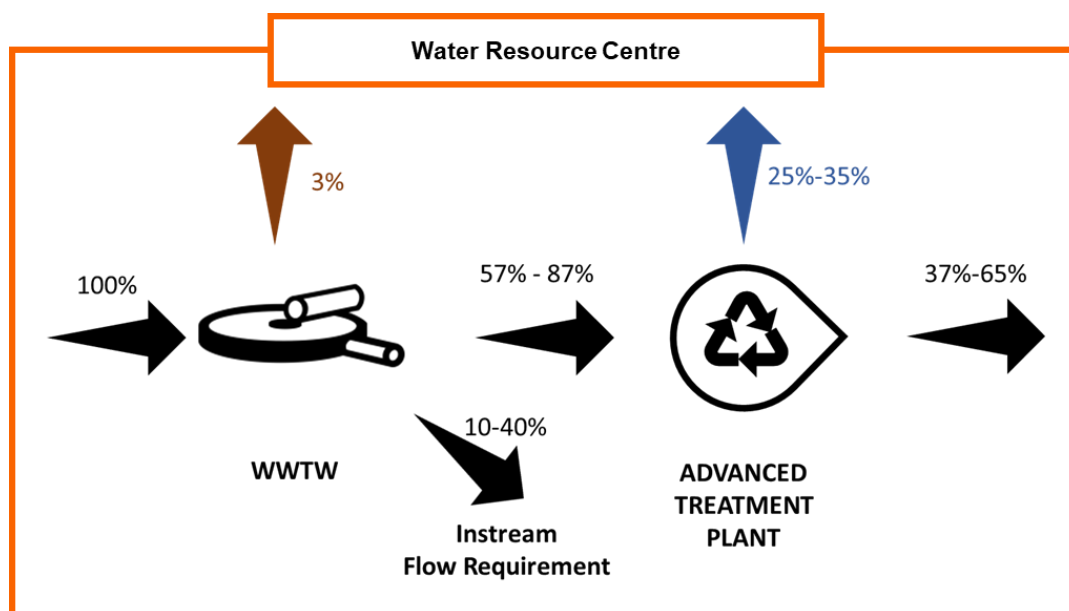 Water Resource Centre
3%
25%-35%
100%
57% - 87%
37%-65%
10-40%
WWTW
Instream
Flow Requirement
ADVANCED
TREATMENT
PLANT